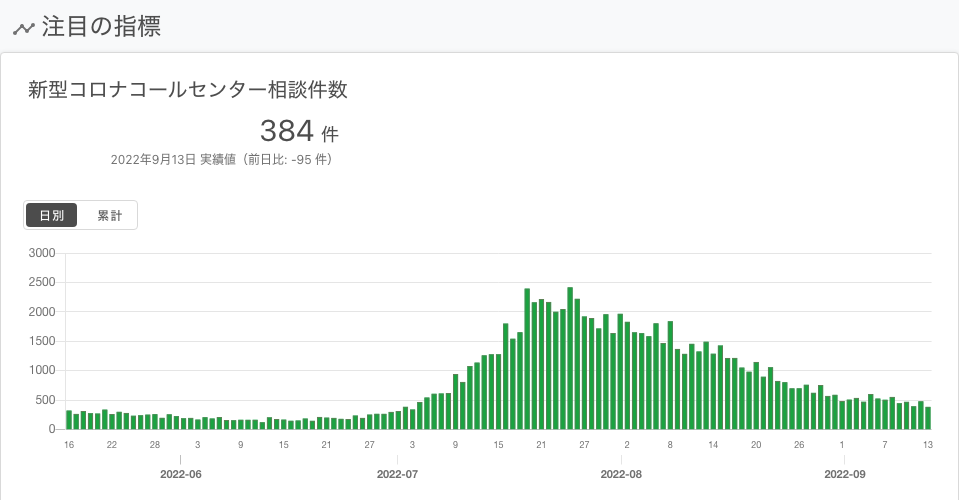 注目の指標
新型コロナコールセンター相談件数
384 件
2022年9月13日 実績値（前日比: -95 件）
日別 累計
3000
2500
2000
1500
1000
500
0
16 22 28 3 9 15 21 27 3 9 15 21 27 2 8 14 20 26 1 7 13
2022-06 2022-07 2022-08 2022-09